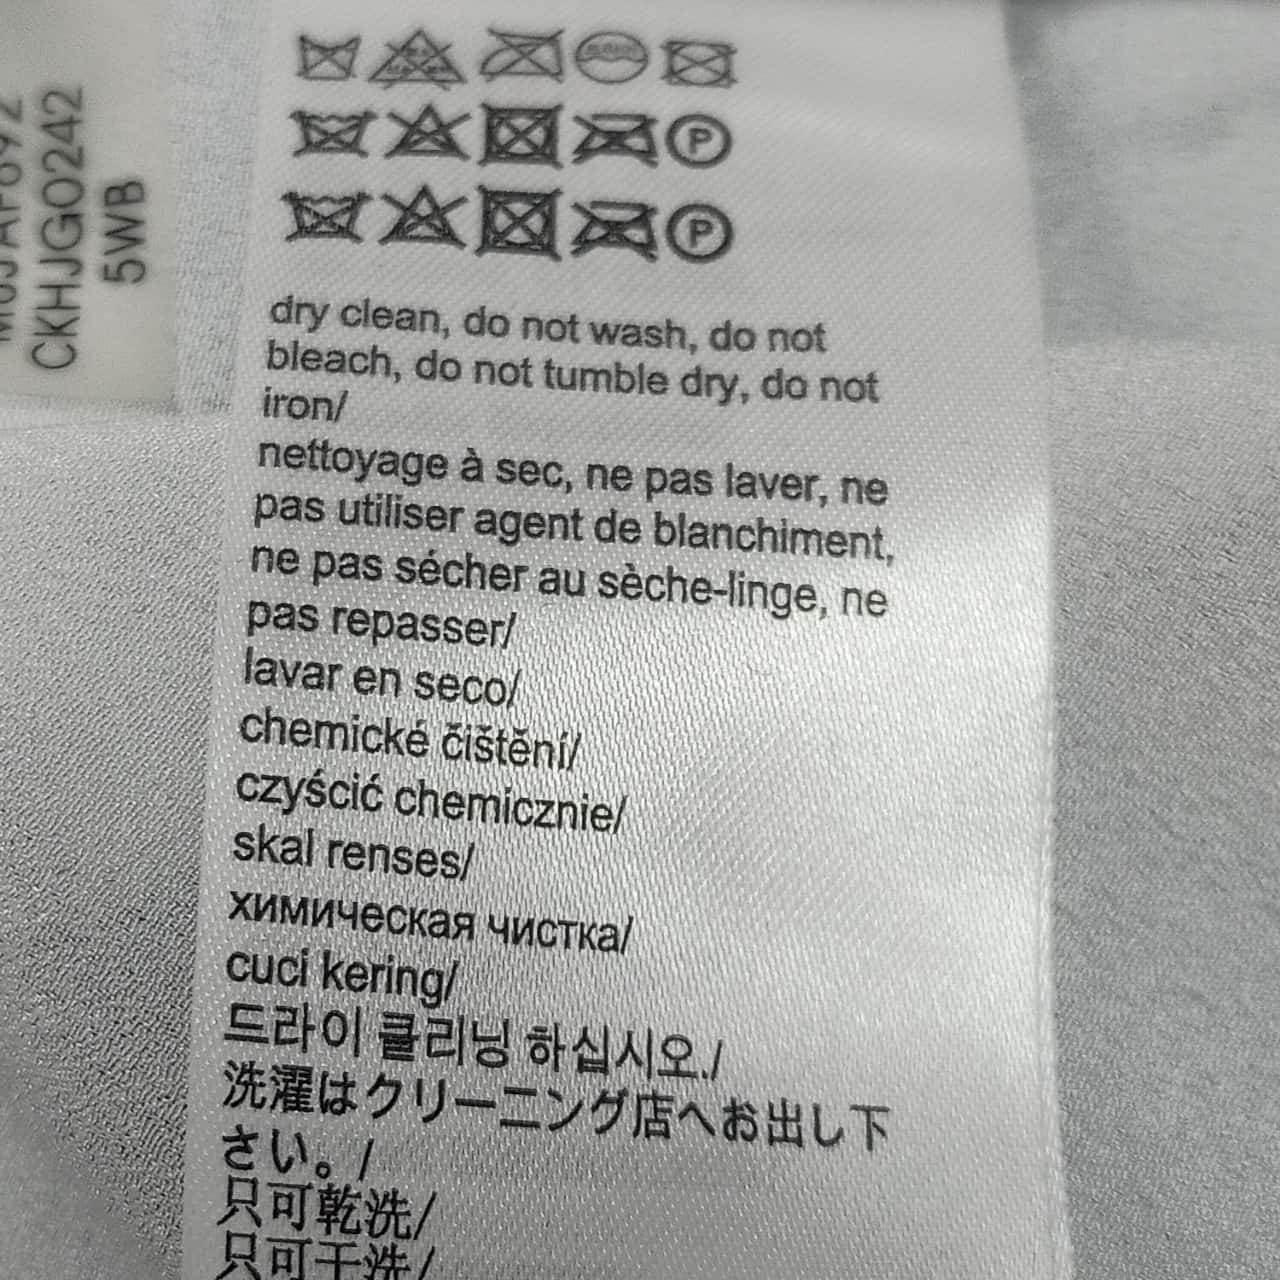 CKHJG0242
5WB
P
P
dry clean, do not wash, do not
bleach, do not tumble dry, do not
iron/
nettoyage à sec, ne pas laver, ne
pas utiliser agent de blanchiment,
ne pas sécher au sèche-linge, ne
pas repasser/
lavar en seco/
chemické čištění/
czyścić chemicznie/
skal renses/
химическая чистка/
cuci kering/
드라이 클리닝 하십시오./
洗濯はクリーニング店へお出し下
さい。/
只可乾洗/
只可干洗/